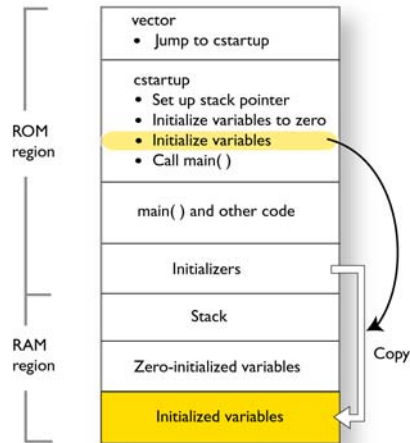 vector
• Jump to cstartup
cstartup
• Set up stack pointer
• Initialize variables to zero
• Initialize variables
• Call main( )
ROM
region
main( ) and other code
Initializers
Stack
RAM
region
Zero-initialized variables
Copy
Initialized variables